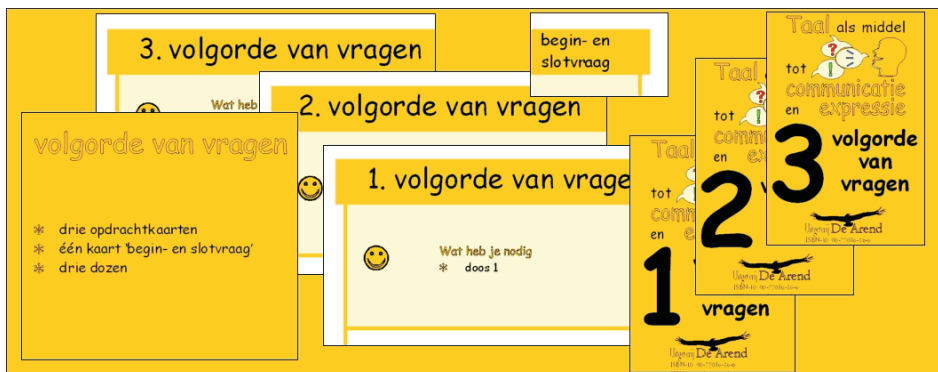 3. volgorde van vragen
Wat heb
2. volgorde van vragen
begin- en
slotvraag
volgorde van vragen
* drie opdrachtkaarten
* één kaart 'begin- en slotvraag'
* drie dozen
1. volgorde van vrage
Wat heb je nodig
* doos 1
Taal
tot
comm
en
1
vragen
Uitgeverij De Arend
Taal
tot
commu
en
exp
2
v
De Arend
Taal als middel
?
!
tot
communicatie
en expressie
3
volgorde
van
vragen
Uitgeverij De Arend